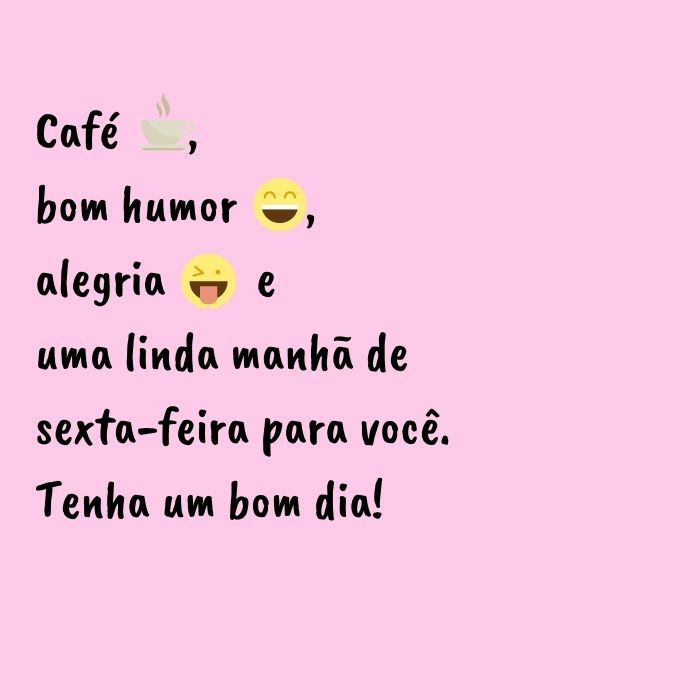 Café ☕,
bom humor 😄,
alegria 😜 e
uma linda manhã de
sexta-feira para você.
Tenha um bom dia!